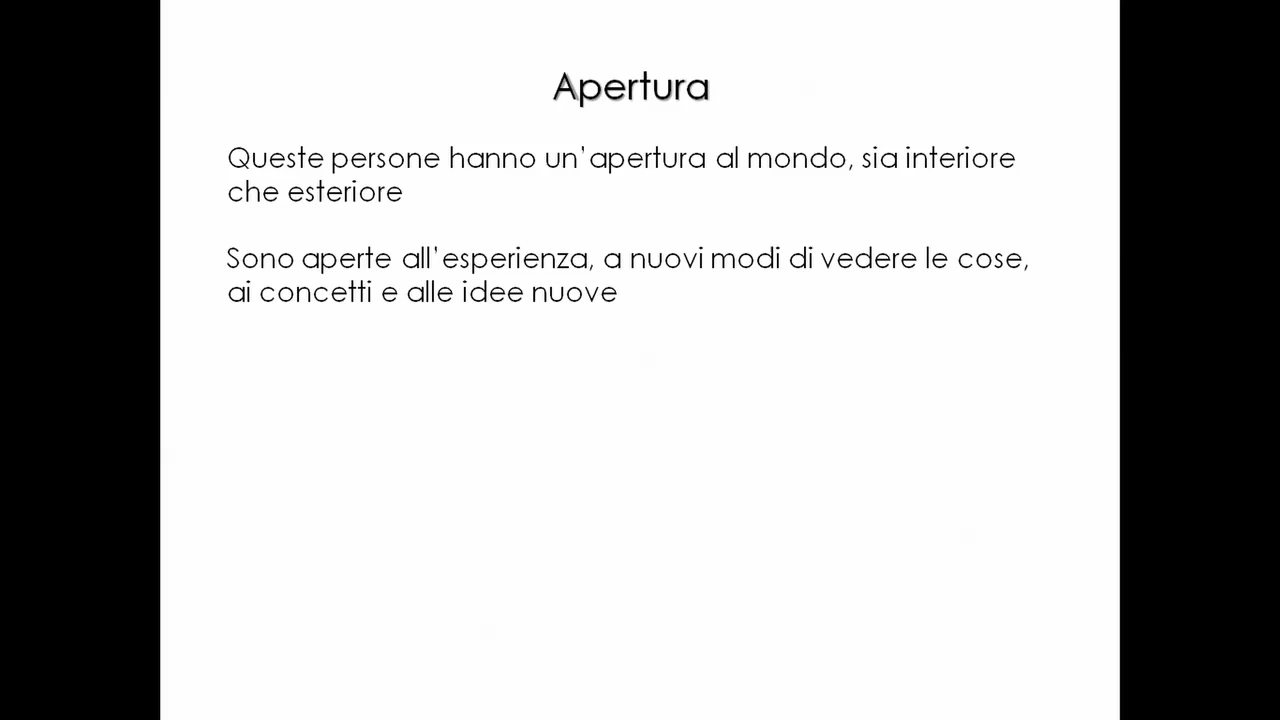 Apertura
Queste persone hanno un'apertura al mondo, sia interiore
che esteriore
Sono aperte all'esperienza, a nuovi modi di vedere le cose,
ai concetti e alle idee nuove